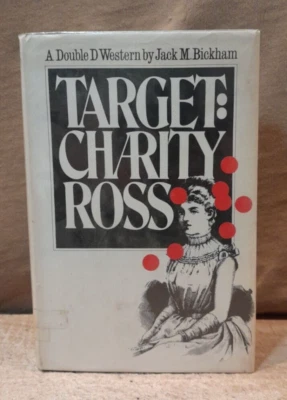 A Double D Western by Jack M. Bickham
TARGET:
CHARITY
ROSS